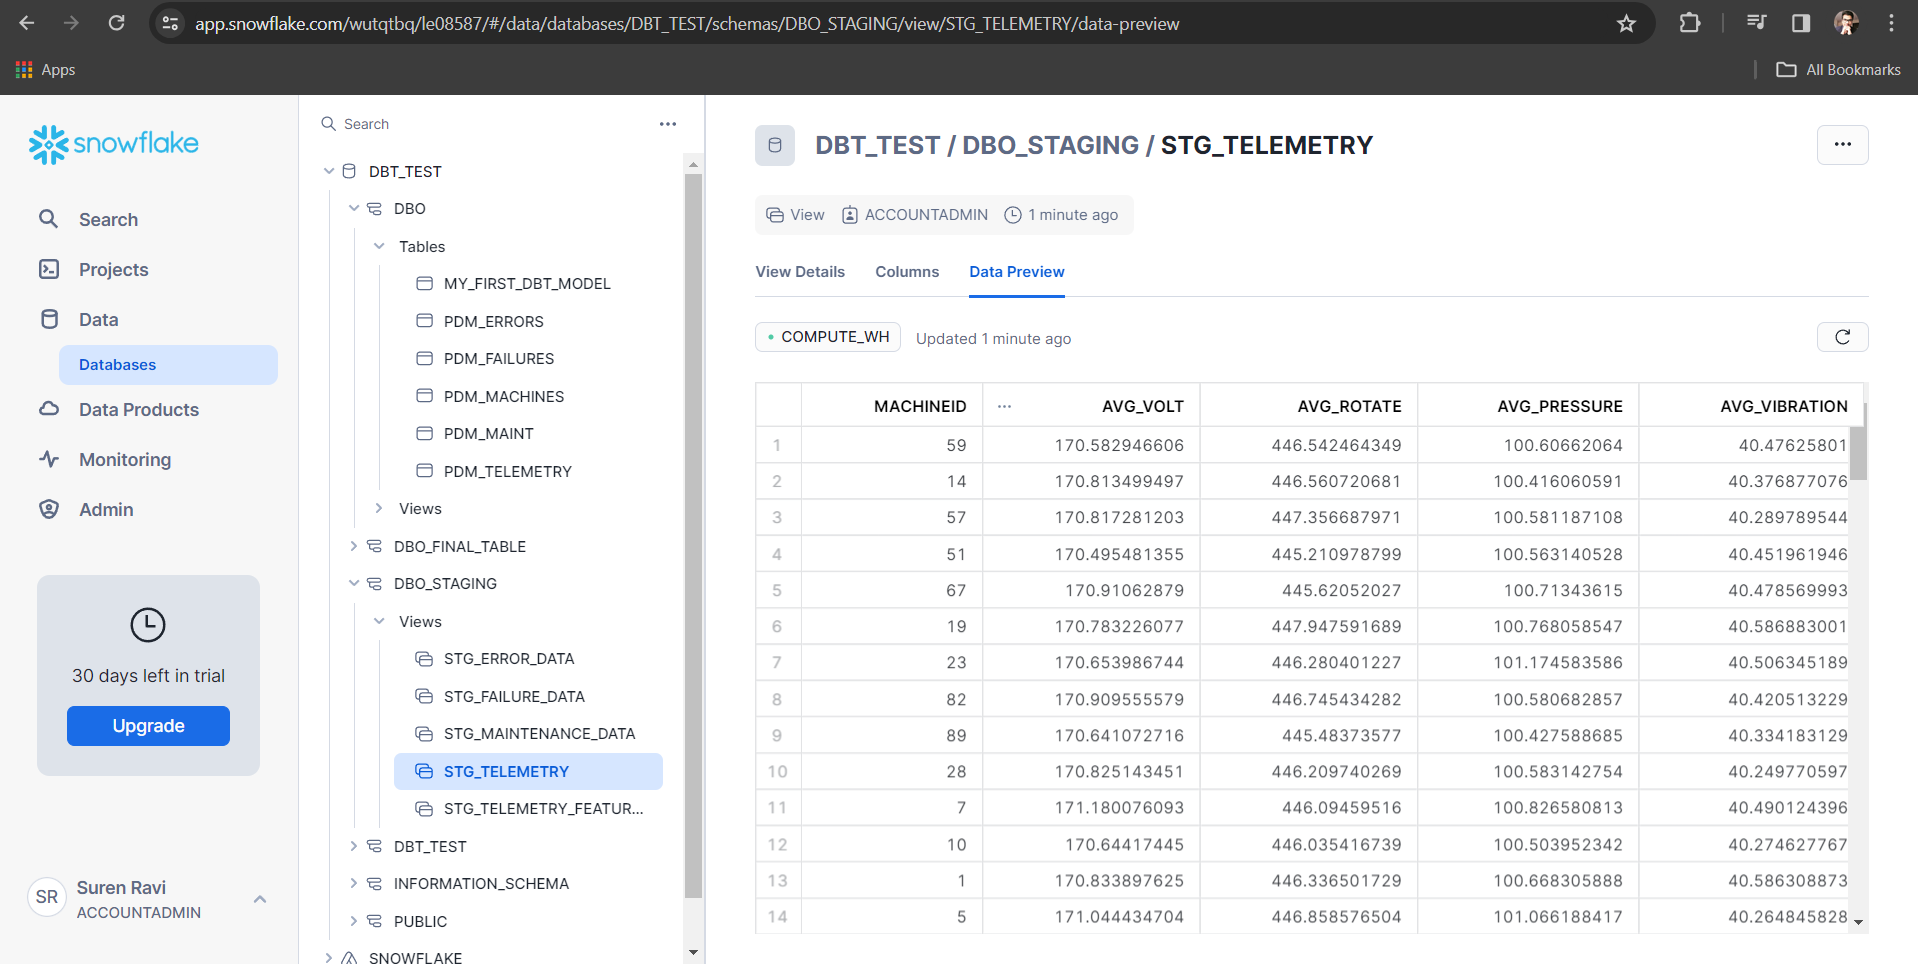 app.snowflake.com/wutqtbq/le08587/#/data/databases/DBT_TEST/schemas/DBO_STAGING/view/STG_TELEMETRY/data-preview
Apps
All Bookmarks
snowflake
Search
Projects
Data
Databases
Data Products
Monitoring
Admin
30 days left in trial
Upgrade
SR
Suren Ravi
ACCOUNTADMIN
Search
DBT_TEST
DBO
Tables
MY_FIRST_DBT_MODEL
PDM_ERRORS
PDM_FAILURES
PDM_MACHINES
PDM_MAINT
PDM_TELEMETRY
Views
DBO_FINAL_TABLE
DBO_STAGING
Views
STG_ERROR_DATA
STG_FAILURE_DATA
STG_MAINTENANCE_DATA
STG_TELEMETRY
STG_TELEMETRY_FEATUR...
DBT_TEST
INFORMATION_SCHEMA
PUBLIC
SNOWFLAKE
DBT_TEST / DBO_STAGING / STG_TELEMETRY
View ACCOUNTADMIN 1 minute ago
View Details Columns Data Preview
COMPUTE_WH Updated 1 minute ago
MACHINEID ... AVG_VOLT AVG_ROTATE AVG_PRESSURE AVG_VIBRATION
1 59 170.582946606 446.542464349 100.60662064 40.47625801
2 14 170.813499497 446.560720681 100.416060591 40.376877076
3 57 170.817281203 447.356687971 100.581187108 40.289789544
4 51 170.495481355 445.210978799 100.563140528 40.451961946
5 67 170.91062879 445.62052027 100.71343615 40.478569993
6 19 170.783226077 447.947591689 100.768058547 40.586883001
7 23 170.653986744 446.280401227 101.174583586 40.506345189
8 82 170.909555579 446.745434282 100.580682857 40.420513229
9 89 170.641072716 445.48373577 100.427588685 40.334183129
10 28 170.825143451 446.209740269 100.583142754 40.249770597
11 7 171.180076093 446.09459516 100.826580813 40.490124396
12 10 170.64417445 446.035416739 100.503952342 40.274627767
13 1 170.833897625 446.336501729 100.668305888 40.586308873
14 5 171.044434704 446.858576504 101.066188417 40.264845828